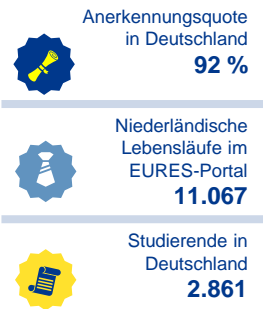 Anerkennungsquote
in Deutschland
92 %
Niederländische
Lebensläufe im
EURES-Portal
11.067
Studierende in
Deutschland
2.861